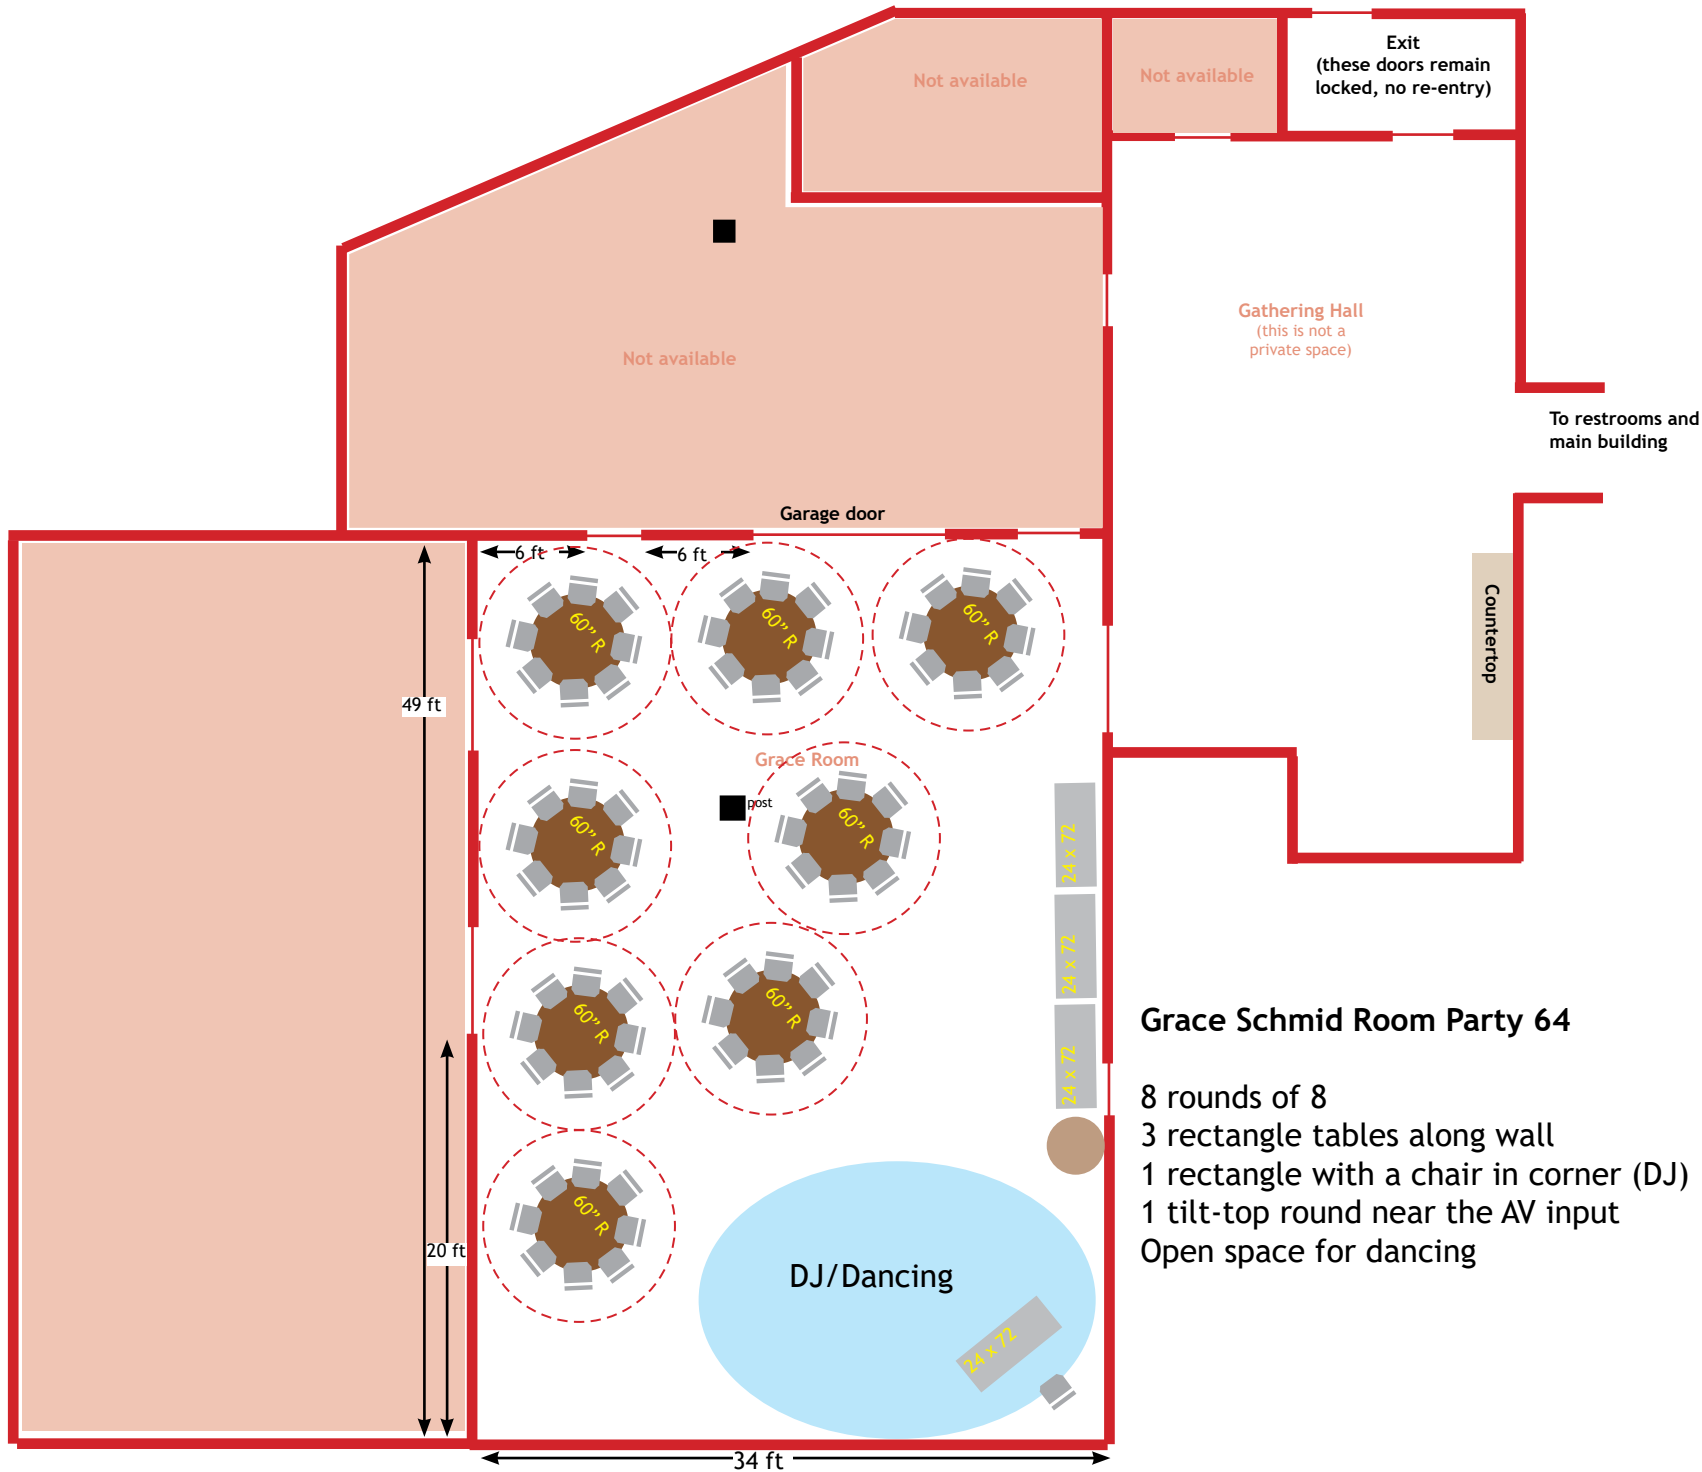 Exit
(these doors remain
locked, no re-entry)
Not available
Not available
Gathering Hall
(this is not a
private space)
Not available
To restrooms and
main building
Garage door
6 ft
6 ft
60” R
60” R
60” R
Countertop
49 ft
Grace Room
post
60” R
60” R
24 x 72
24 x 72
60” R
60” R
24 x 72
Grace Schmid Room Party 64
8 rounds of 8
3 rectangle tables along wall
1 rectangle with a chair in corner (DJ)
1 tilt-top round near the AV input
Open space for dancing
60” R
20 ft
DJ/Dancing
24 x 72
34 ft